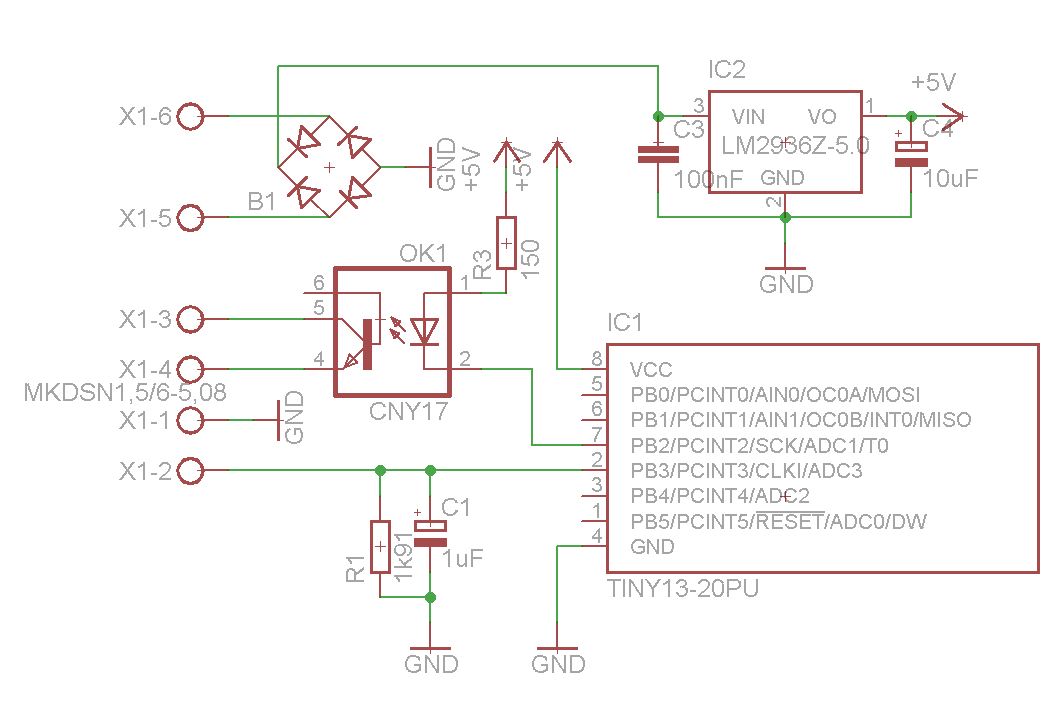 IC2
+5V
X1-6
3
VIN
VO
1
C3
C4
LM2936Z-5.0
GND
+5V
+5V
100nF
GND
10uF
B1
2
X1-5
OK1
R3
150
GND
6
1
X1-3
5
IC1
X1-4
4
2
8
VCC
MKDSN1,5/6-5,08
5
PB0/PCINT0/AIN0/OC0A/MOSI
CNY17
X1-1
GND
6
PB1/PCINT1/AIN1/OC0B/INT0/MISO
7
PB2/PCINT2/SCK/ADC1/T0
X1-2
2
PB3/PCINT3/CLKI/ADC3
3
PB4/PCINT4/ADC2
C1
1
PB5/PCINT5/RESET/ADC0/DW
4
GND
R1
1k91
1uF
TINY13-20PU
GND
GND